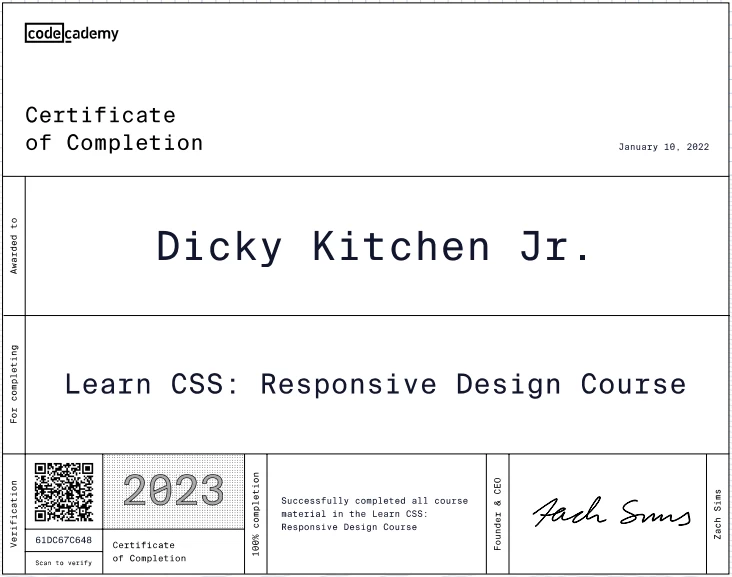 codecademy
Certificate
of Completion
January 10, 2022
Awarded to
Dicky Kitchen Jr.
For completing
Learn CSS: Responsive Design Course
Verification
61DC67C648
Scan to verify
2023
Certificate
of Completion
100% completion
Successfully completed all course
material in the Learn CSS:
Responsive Design Course
Founder & CEO
Zach Sims
Zach Sims